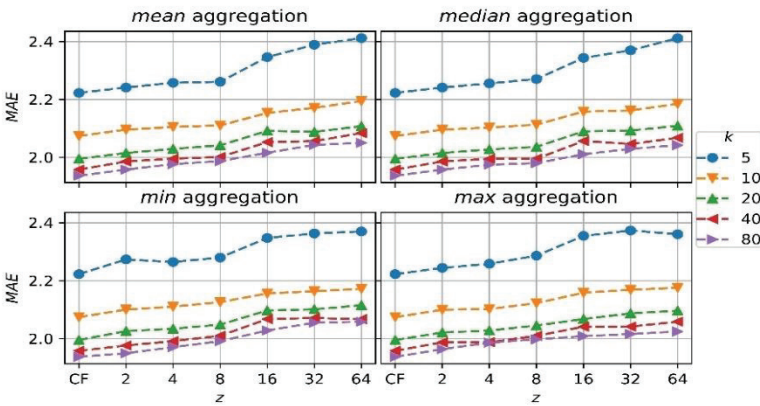 mean aggregation
median aggregation
2.4
2.2
2.0
MAE
k
5
10
20
40
80
min aggregation
max aggregation
2.4
2.2
2.0
MAE
CF 2 4 8 16 32 64
CF 2 4 8 16 32 64
z
z